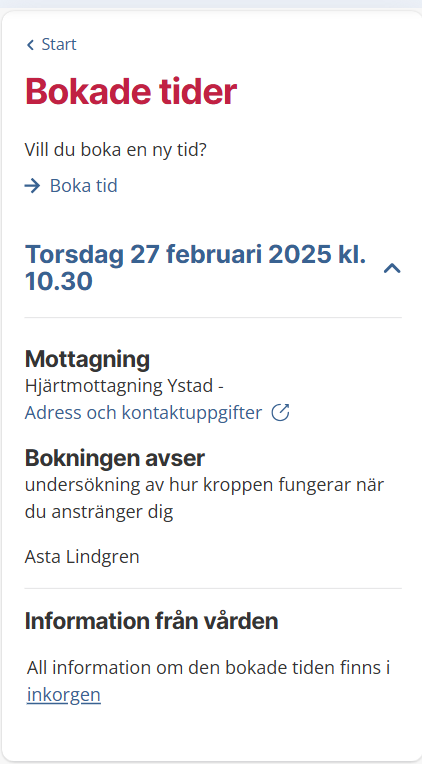 Start
Bokade tider
Vill du boka en ny tid?
Boka tid
Torsdag 27 februari 2025 kl.
10.30
Mottagning
Hjärtmottagning Ystad -
Adress och kontaktuppgifter
Bokningen avser
undersökning av hur kroppen fungerar när
du anstränger dig
Asta Lindgren
Information från vården
All information om den bokade tiden finns i
inkorgen